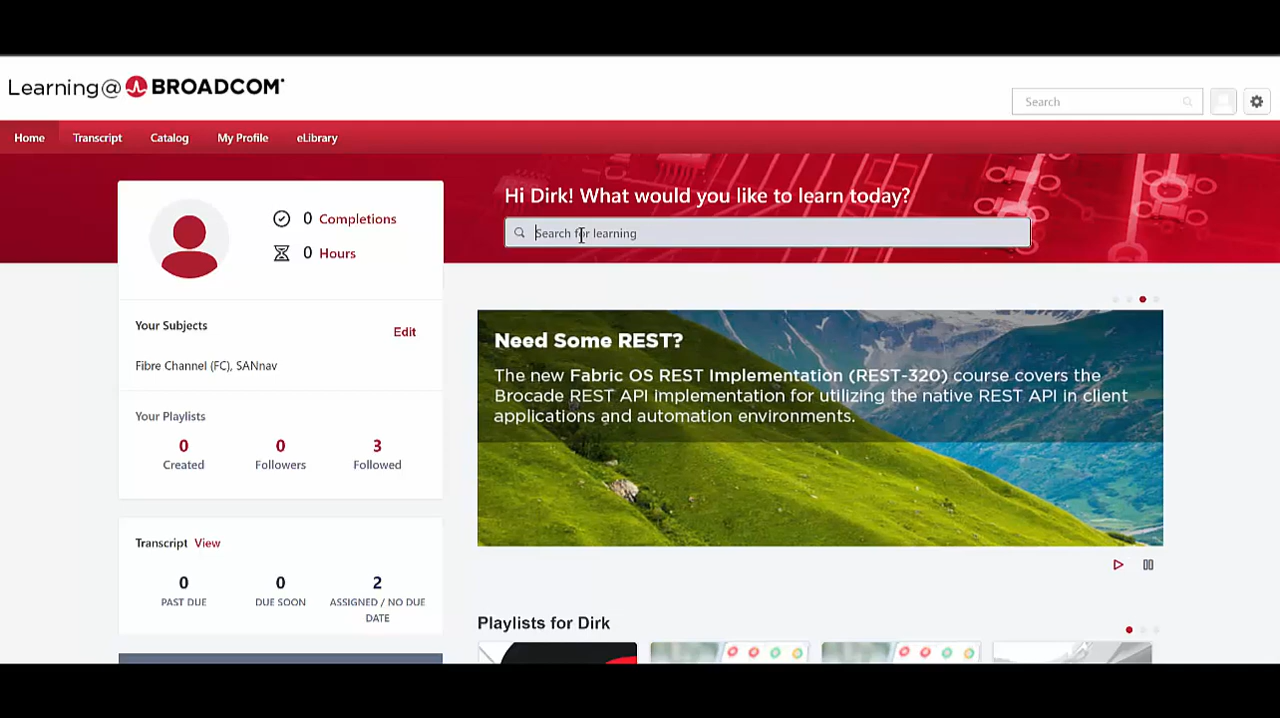 Learning@ BROADCOM
Search
Home Transcript Catalog My Profile eLibrary
Hi Dirk! What would you like to learn today?
Search for learning
0 Completions
0 Hours
Your Subjects Edit
Fibre Channel (FC), SANnav
Your Playlists
0 0 3
Created Followers Followed
Transcript View
0 0 2
PAST DUE DUE SOON ASSIGNED / NO DUE
DATE
Need Some REST?
The new Fabric OS REST Implementation (REST-320) course covers the
Brocade REST API implementation for utilizing the native REST API in client
applications and automation environments.
Playlists for Dirk